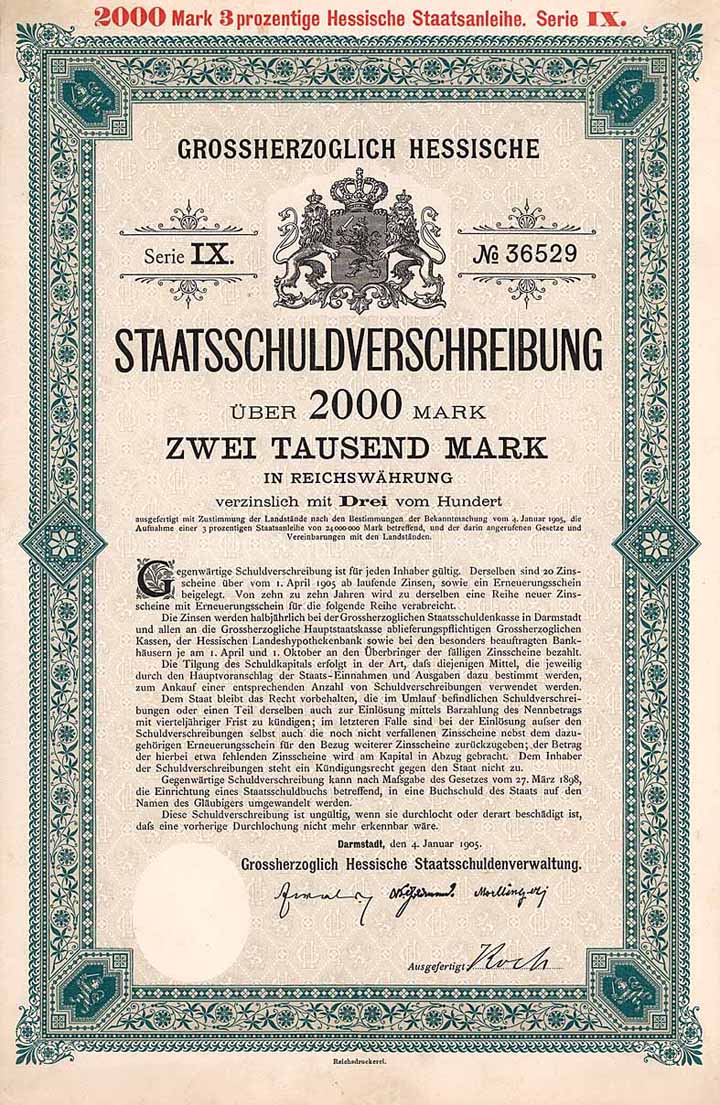 2000 Mark 3 prozentige Hessische Staatsanleihe. Serie IX.
GROSSHERZOGLICH HESSISCHE
Serie IX.
№ 36529
STAATSSCHULDVERSCHREIBUNG
ÜBER 2000 MARK
ZWEI TAUSEND MARK
IN REICHSWÄHRUNG
verzinslich mit Drei vom Hundert
ausgefertigt mit Zustimmung der Landstände nach den Bestimmungen der Bekanntmachung vom 4. Januar 1905, die
Aufnahme einer 3 prozentigen Staatsanleihe von 24 000 000 Mark betreffend, und der darin angerufenen Gesetze und
Vereinbarungen mit den Landständen.
Gegenwärtige Schuldverschreibung ist für jeden Inhaber gültig. Derselben sind 20 Zins-
scheine über vom 1. April 1905 ab laufende Zinsen, sowie ein Erneuerungsschein
beigelegt. Von zehn zu zehn Jahren wird zu derselben eine Reihe neuer Zins-
scheine mit Erneuerungsschein für die folgende Reihe verabreicht.
Die Zinsen werden halbjährlich bei der Grossherzoglichen Staatsschuldenkasse in Darmstadt
und allen an die Grossherzogliche Hauptstaatskasse ablieferungspflichtigen Grossherzoglichen
Kassen, der Hessischen Landeshypothekenbank sowie bei den besonders beauftragten Bank-
häusern je am 1. April und 1. Oktober an den Überbringer der fälligen Zinsscheine bezahlt.
Die Tilgung des Schuldkapitals erfolgt in der Art, daſs diejenigen Mittel, die jeweilig
durch den Hauptvoranschlag der Staats-Einnahmen und Ausgaben dazu bestimmt werden,
zum Ankauf einer entsprechenden Anzahl von Schuldverschreibungen verwendet werden.
Dem Staat bleibt das Recht vorbehalten, die im Umlauf befindlichen Schuldverschrei-
bungen oder einen Teil derselben auch zur Einlösung mittels Barzahlung des Nennbetrags
mit vierteljähriger Frist zu kündigen; im letzteren Falle sind bei der Einlösung auſser den
Schuldverschreibungen selbst auch die noch nicht verfallenen Zinsscheine nebst dem dazu-
gehörigen Erneuerungsschein für den Bezug weiterer Zinsscheine zurückzugeben; der Betrag
der hierbei etwa fehlenden Zinsscheine wird am Kapital in Abzug gebracht. Dem Inhaber
der Schuldverschreibungen steht ein Kündigungsrecht gegen den Staat nicht zu.
Gegenwärtige Schuldverschreibung kann nach Maſsgabe des Gesetzes vom 27. März 1898,
die Einrichtung eines Staatsschuldbuchs betreffend, in eine Buchschuld des Staats auf den
Namen des Gläubigers umgewandelt werden.
Diese Schuldverschreibung ist ungültig, wenn sie durchlocht oder derart beschädigt ist,
daſs eine vorherige Durchlochung nicht mehr erkennbar wäre.
Darmstadt, den 4. Januar 1905.
Grossherzoglich Hessische Staatsschuldenverwaltung.
Ausgefertigt: Koch
Reichsdruckerei.